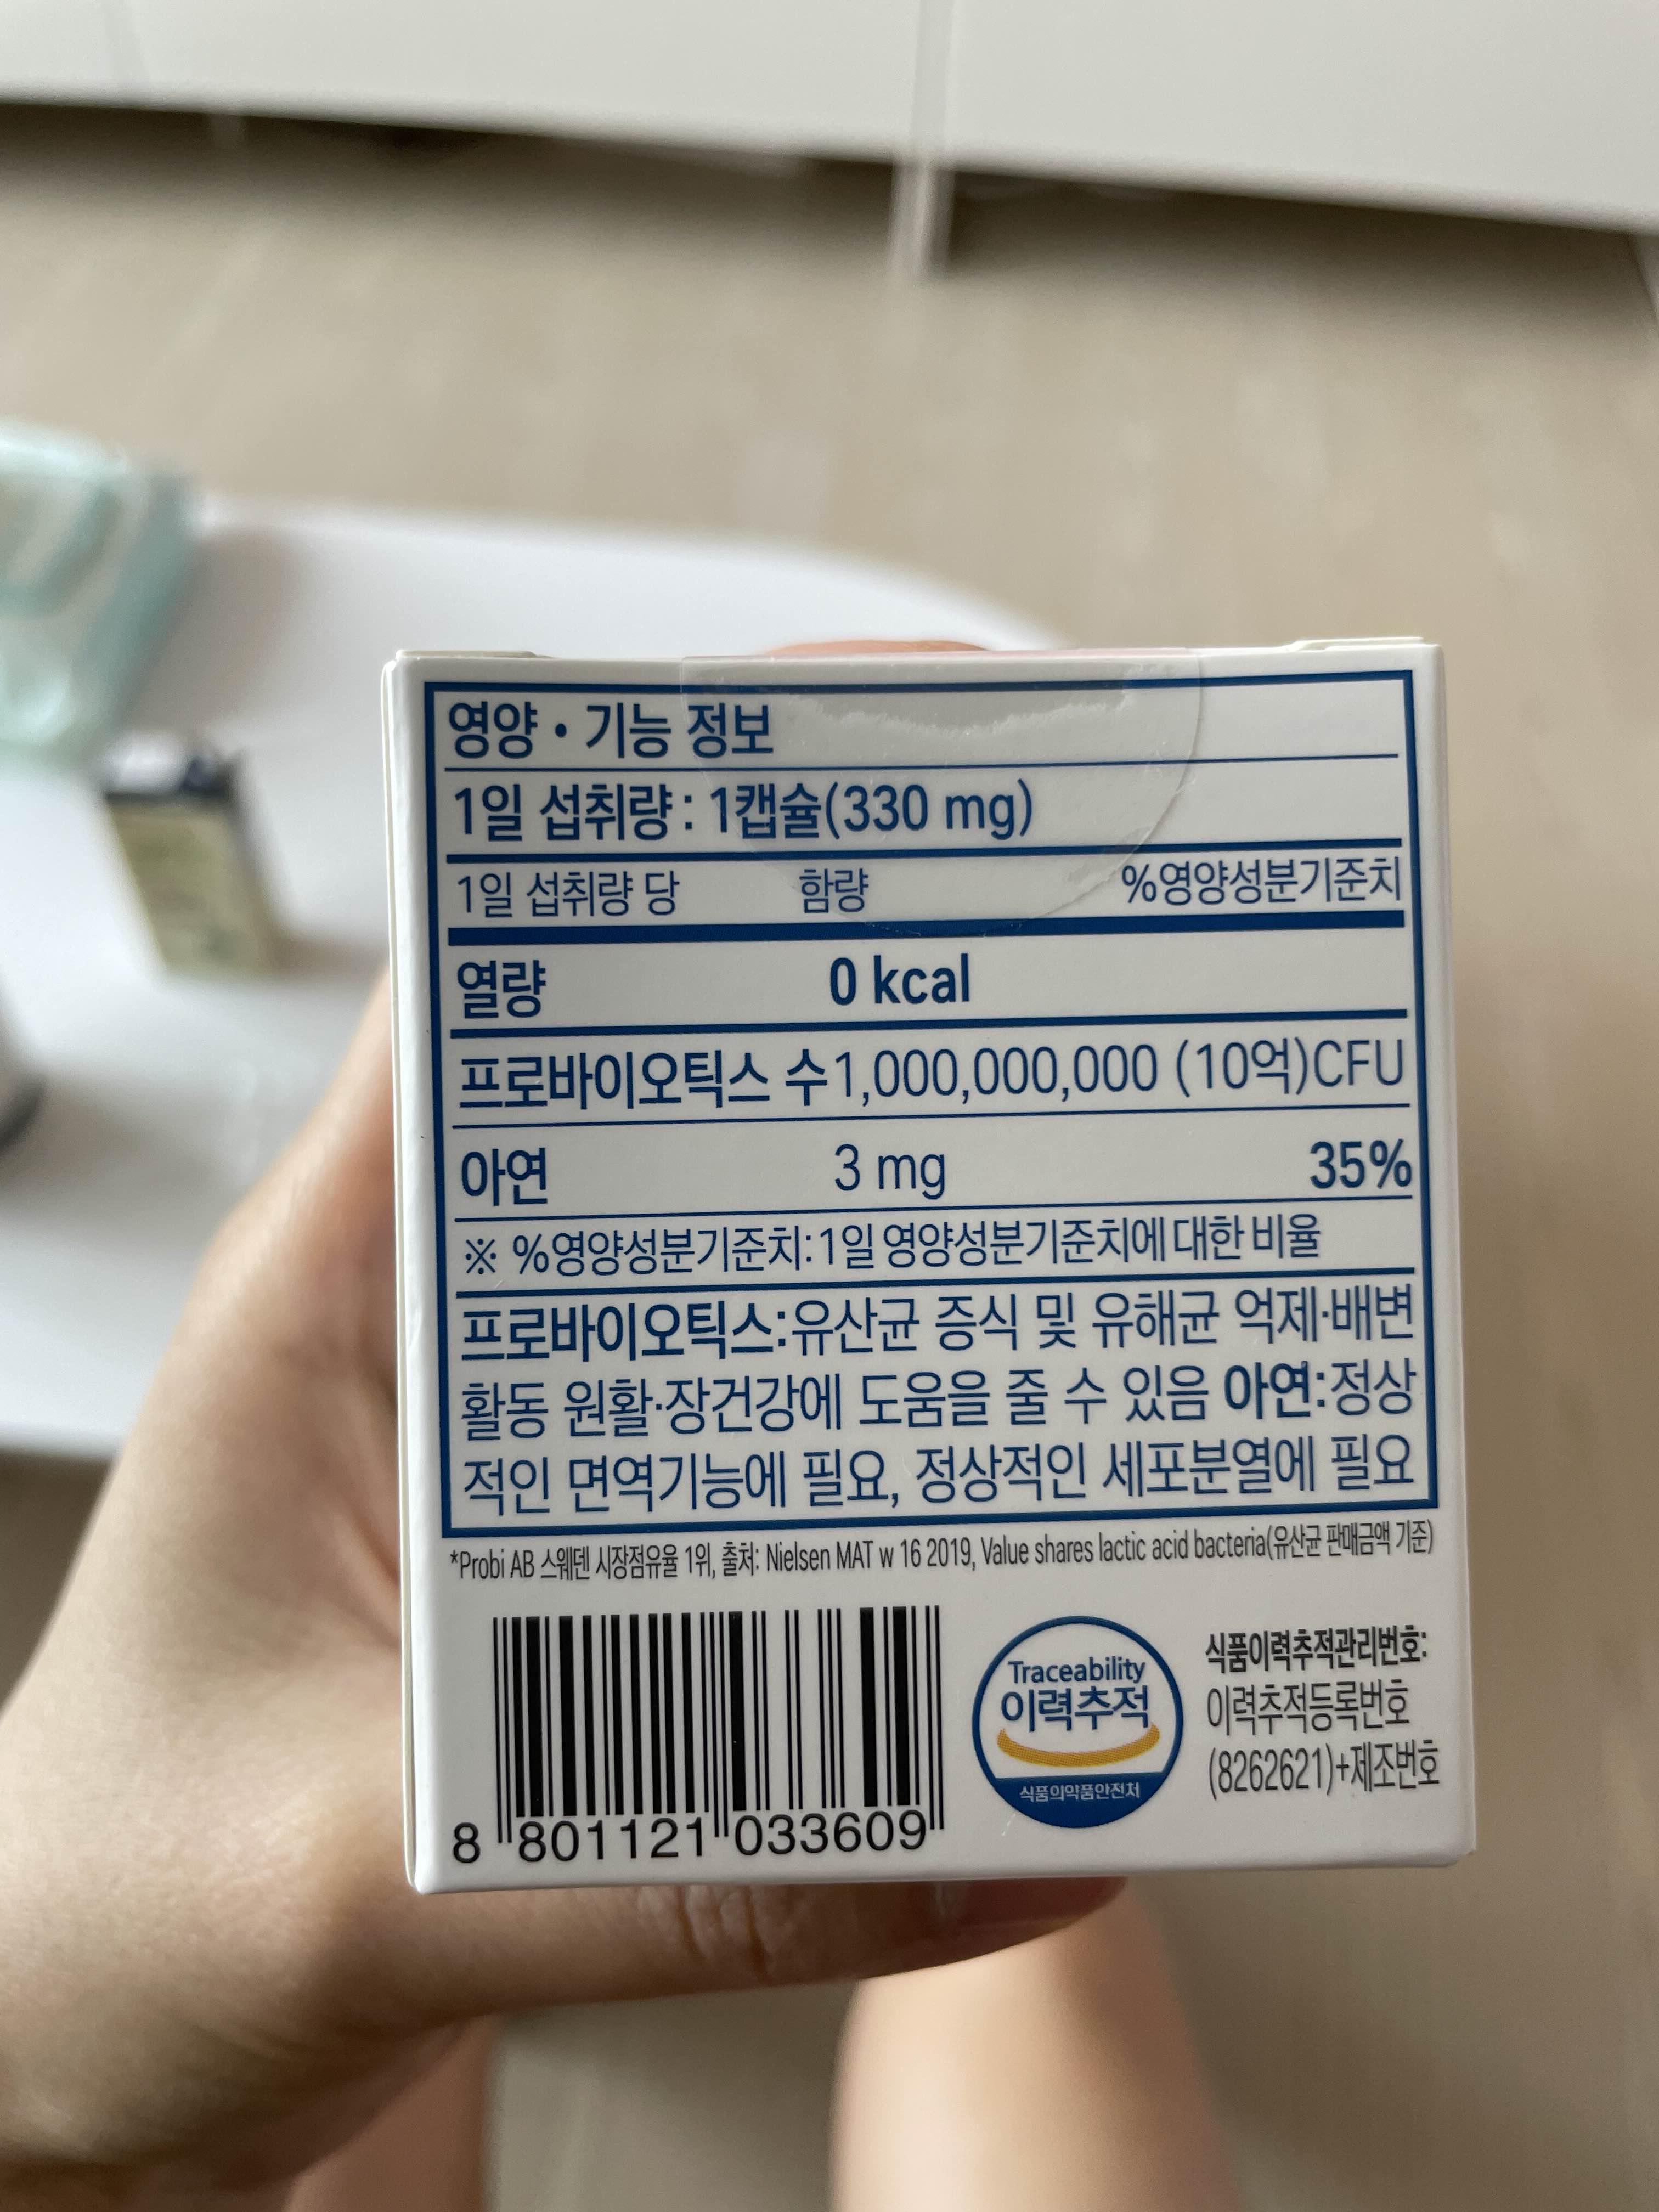 영양 • 기능 정보
1일 섭취량 : 1캡슐(330 mg)
1일 섭취량 당 함량 %영양성분기준치
열량 0 kcal
프로바이오틱스 수 1,000,000,000 (10억)CFU
아연 3 mg 35%
※ %영양성분기준치:1일 영양성분기준치에 대한 비율
프로바이오틱스:유산균 증식 및 유해균 억제·배변
활동 원활·장건강에 도움을 줄 수 있음 아연:정상
적인 면역기능에 필요, 정상적인 세포분열에 필요
*Probi AB 스웨덴 시장점유율 1위, 출처: Nielsen MAT w 16 2019, Value shares lactic acid bacteria(유산균 판매금액 기준)
8 801121 033609
Traceability
이력추적
식품의약품안전처
식품이력추적관리번호:
이력추적등록번호
(8262621)+제조번호